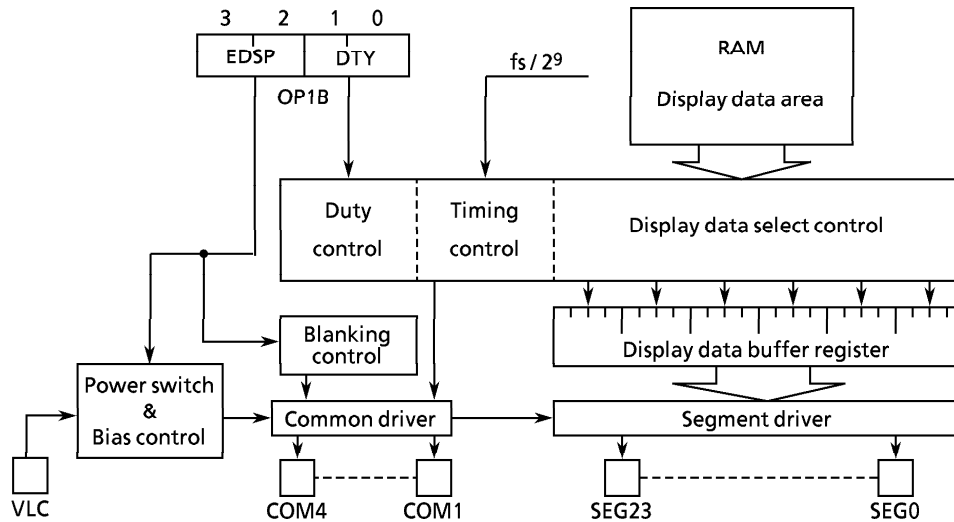 3 2 1 0
EDSP DTY
OP1B
fs / 2⁹
RAM
Display data area
Duty
control
Timing
control
Display data select control
Blanking
control
Display data buffer register
Power switch
&
Bias control
Common driver
Segment driver
VLC
COM4
COM1
SEG23
SEG0